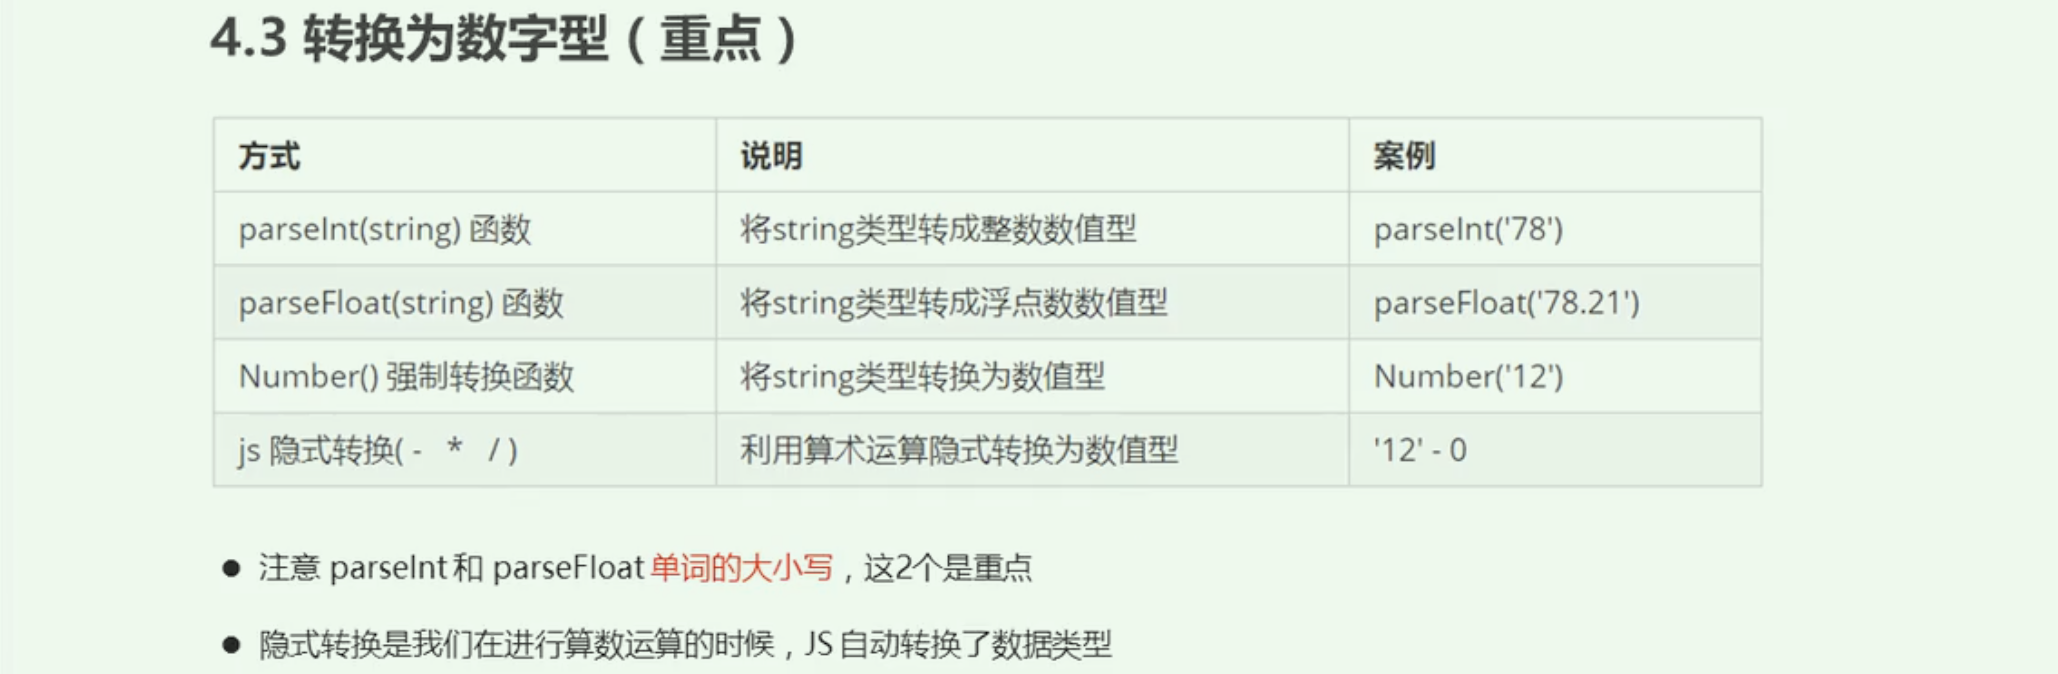 4.3 转换为数字型（重点）
方式 说明 案例
parseInt(string) 函数 将string类型转成整数数值型 parseInt('78')
parseFloat(string) 函数 将string类型转成浮点数数值型 parseFloat('78.21')
Number() 强制转换函数 将string类型转换为数值型 Number('12')
js 隐式转换( - * / ) 利用算术运算隐式转换为数值型 '12' - 0
● 注意 parseInt 和 parseFloat 单词的大小写，这2个是重点
● 隐式转换是我们在进行算数运算的时候，JS 自动转换了数据类型